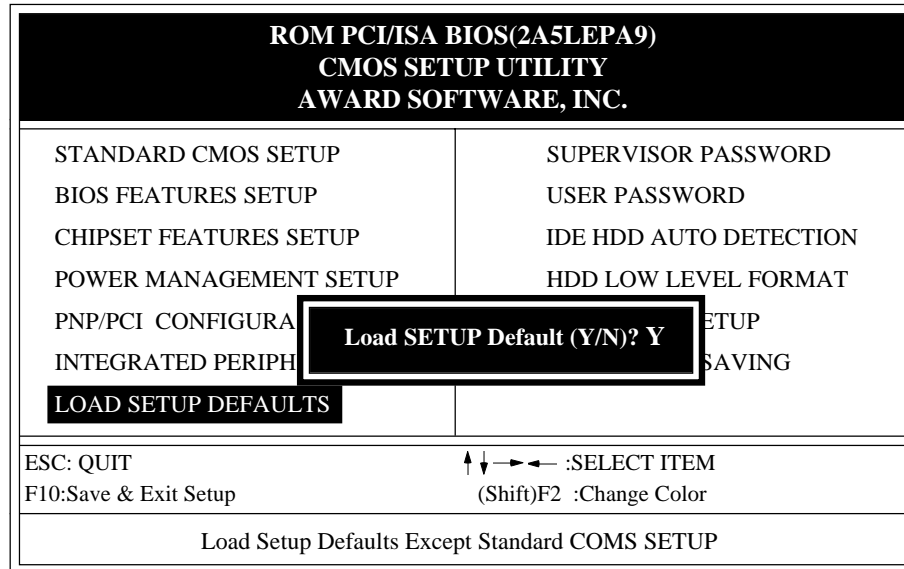 ROM PCI/ISA BIOS(2A5LEPA9)
CMOS SETUP UTILITY
AWARD SOFTWARE, INC.
STANDARD CMOS SETUP
BIOS FEATURES SETUP
CHIPSET FEATURES SETUP
POWER MANAGEMENT SETUP
PNP/PCI CONFIGURA
INTEGRATED PERIPH
LOAD SETUP DEFAULTS
SUPERVISOR PASSWORD
USER PASSWORD
IDE HDD AUTO DETECTION
HDD LOW LEVEL FORMAT
ETUP
SAVING
Load SETUP Default (Y/N)? Y
ESC: QUIT
↑↓→← :SELECT ITEM
F10:Save & Exit Setup
(Shift)F2 :Change Color
Load Setup Defaults Except Standard COMS SETUP